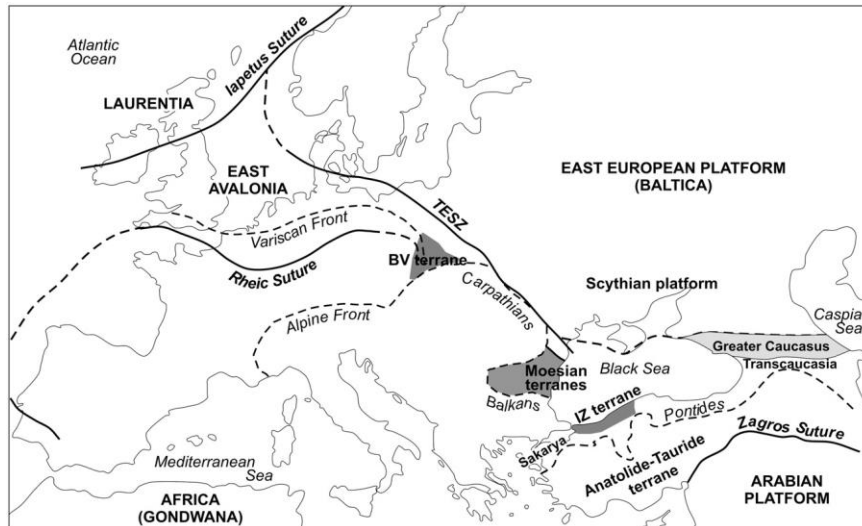 Atlantic
Ocean
Iapetus Suture
LAURENTIA
EAST
AVALONIA
EAST EUROPEAN PLATFORM
(BALTICA)
TESZ
Variscan Front
Rheic Suture
BV terrane
Carpathians
Scythian platform
Alpine Front
Caspia
Sea
Greater Caucasus
Transcaucasia
Black Sea
Moesian
terranes
Balkans
IZ terrane
Pontides
Sakarya
Zagros Suture
Anatolide-Tauride
terrane
Mediterranean
Sea
AFRICA
(GONDWANA)
ARABIAN
PLATFORM